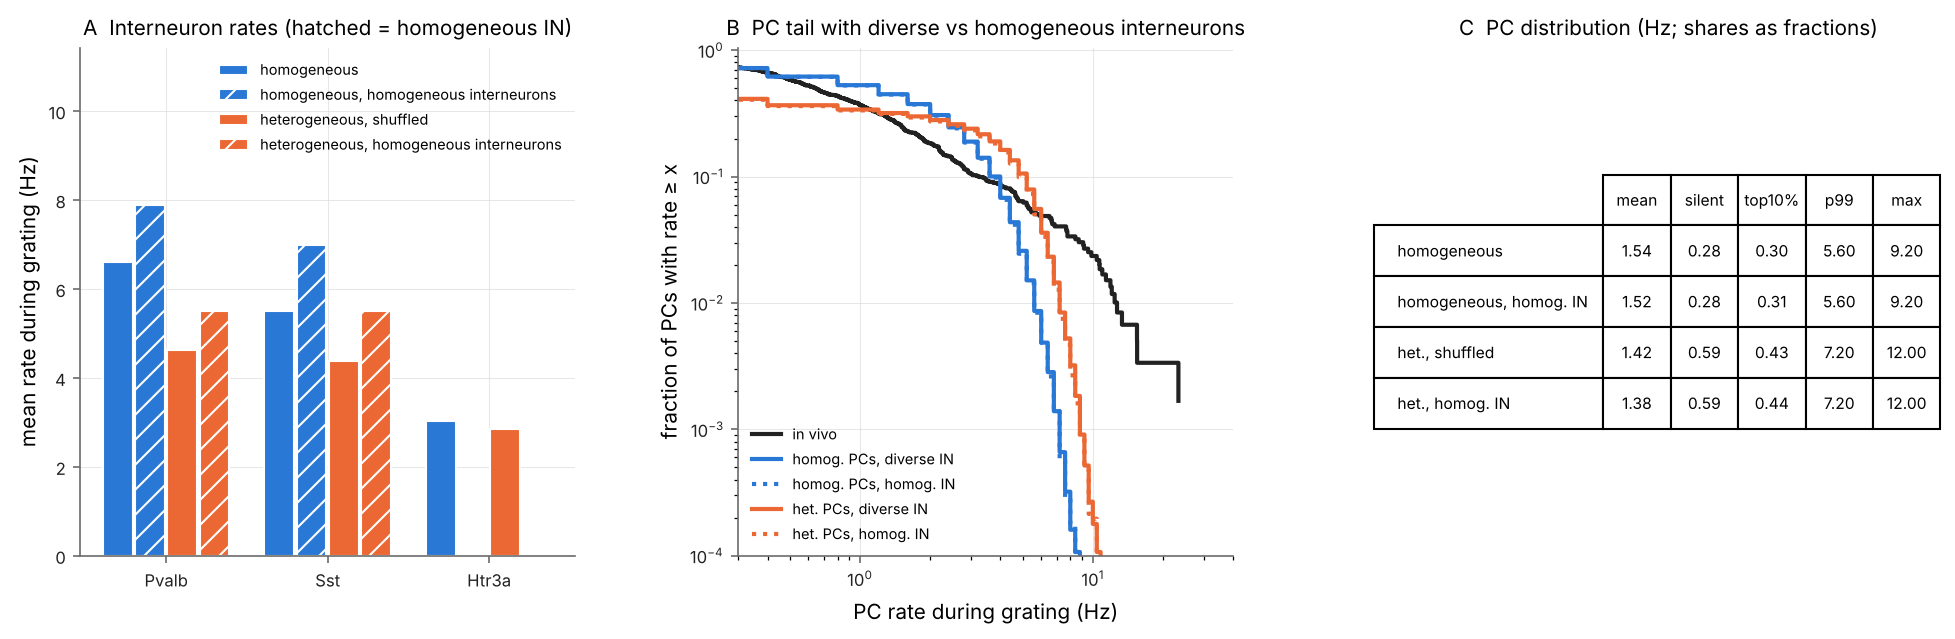 A Interneuron rates (hatched = homogeneous IN)
mean rate during grating (Hz)
10
8
6
4
2
0
homogeneous
homogeneous, homogeneous interneurons
heterogeneous, shuffled
heterogeneous, homogeneous interneurons
Pvalb Sst Htr3a
B PC tail with diverse vs homogeneous interneurons
fraction of PCs with rate ≥ x
10⁰
10⁻¹
10⁻²
10⁻³
10⁻⁴
in vivo
homog. PCs, diverse IN
homog. PCs, homog. IN
het. PCs, diverse IN
het. PCs, homog. IN
10⁰ 10¹
PC rate during grating (Hz)
C PC distribution (Hz; shares as fractions)
mean silent top10% p99 max
homogeneous 1.54 0.28 0.30 5.60 9.20
homogeneous, homog. IN 1.52 0.28 0.31 5.60 9.20
het., shuffled 1.42 0.59 0.43 7.20 12.00
het., homog. IN 1.38 0.59 0.44 7.20 12.00